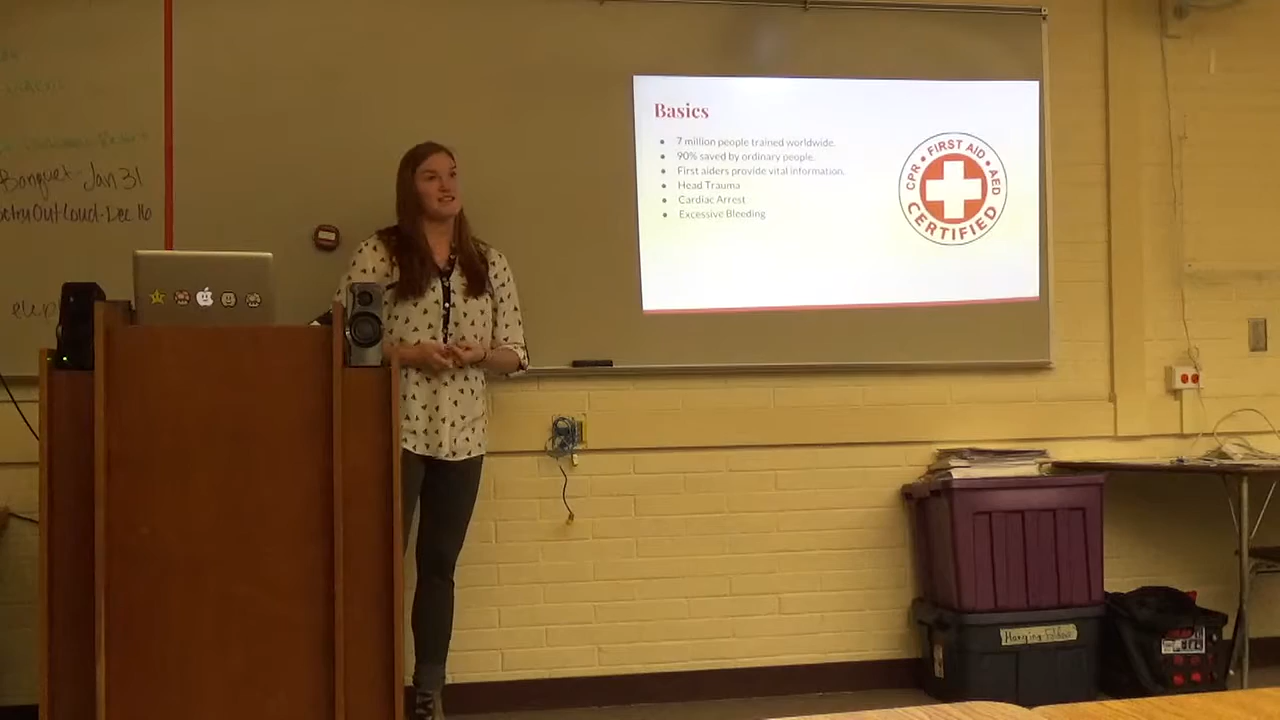 Banquet - Jan 31
Out Loud - Dec 16
Basics
7 million people trained worldwide.
90% saved by ordinary people.
First aiders provide vital information.
Head Trauma
Cardiac Arrest
Excessive Bleeding
CPR • FIRST AID • AED
CERTIFIED
Hanging